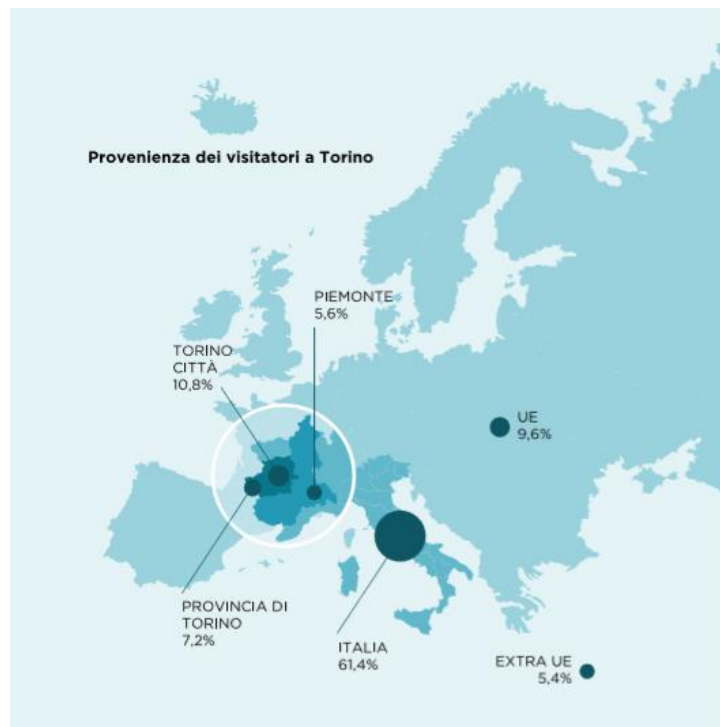 Provenienza dei visitatori a Torino
PIEMONTE
5,6%
TORINO
CITTÀ
10,8%
UE
9,6%
PROVINCIA DI
TORINO
7,2%
ITALIA
61,4%
EXTRA UE
5,4%